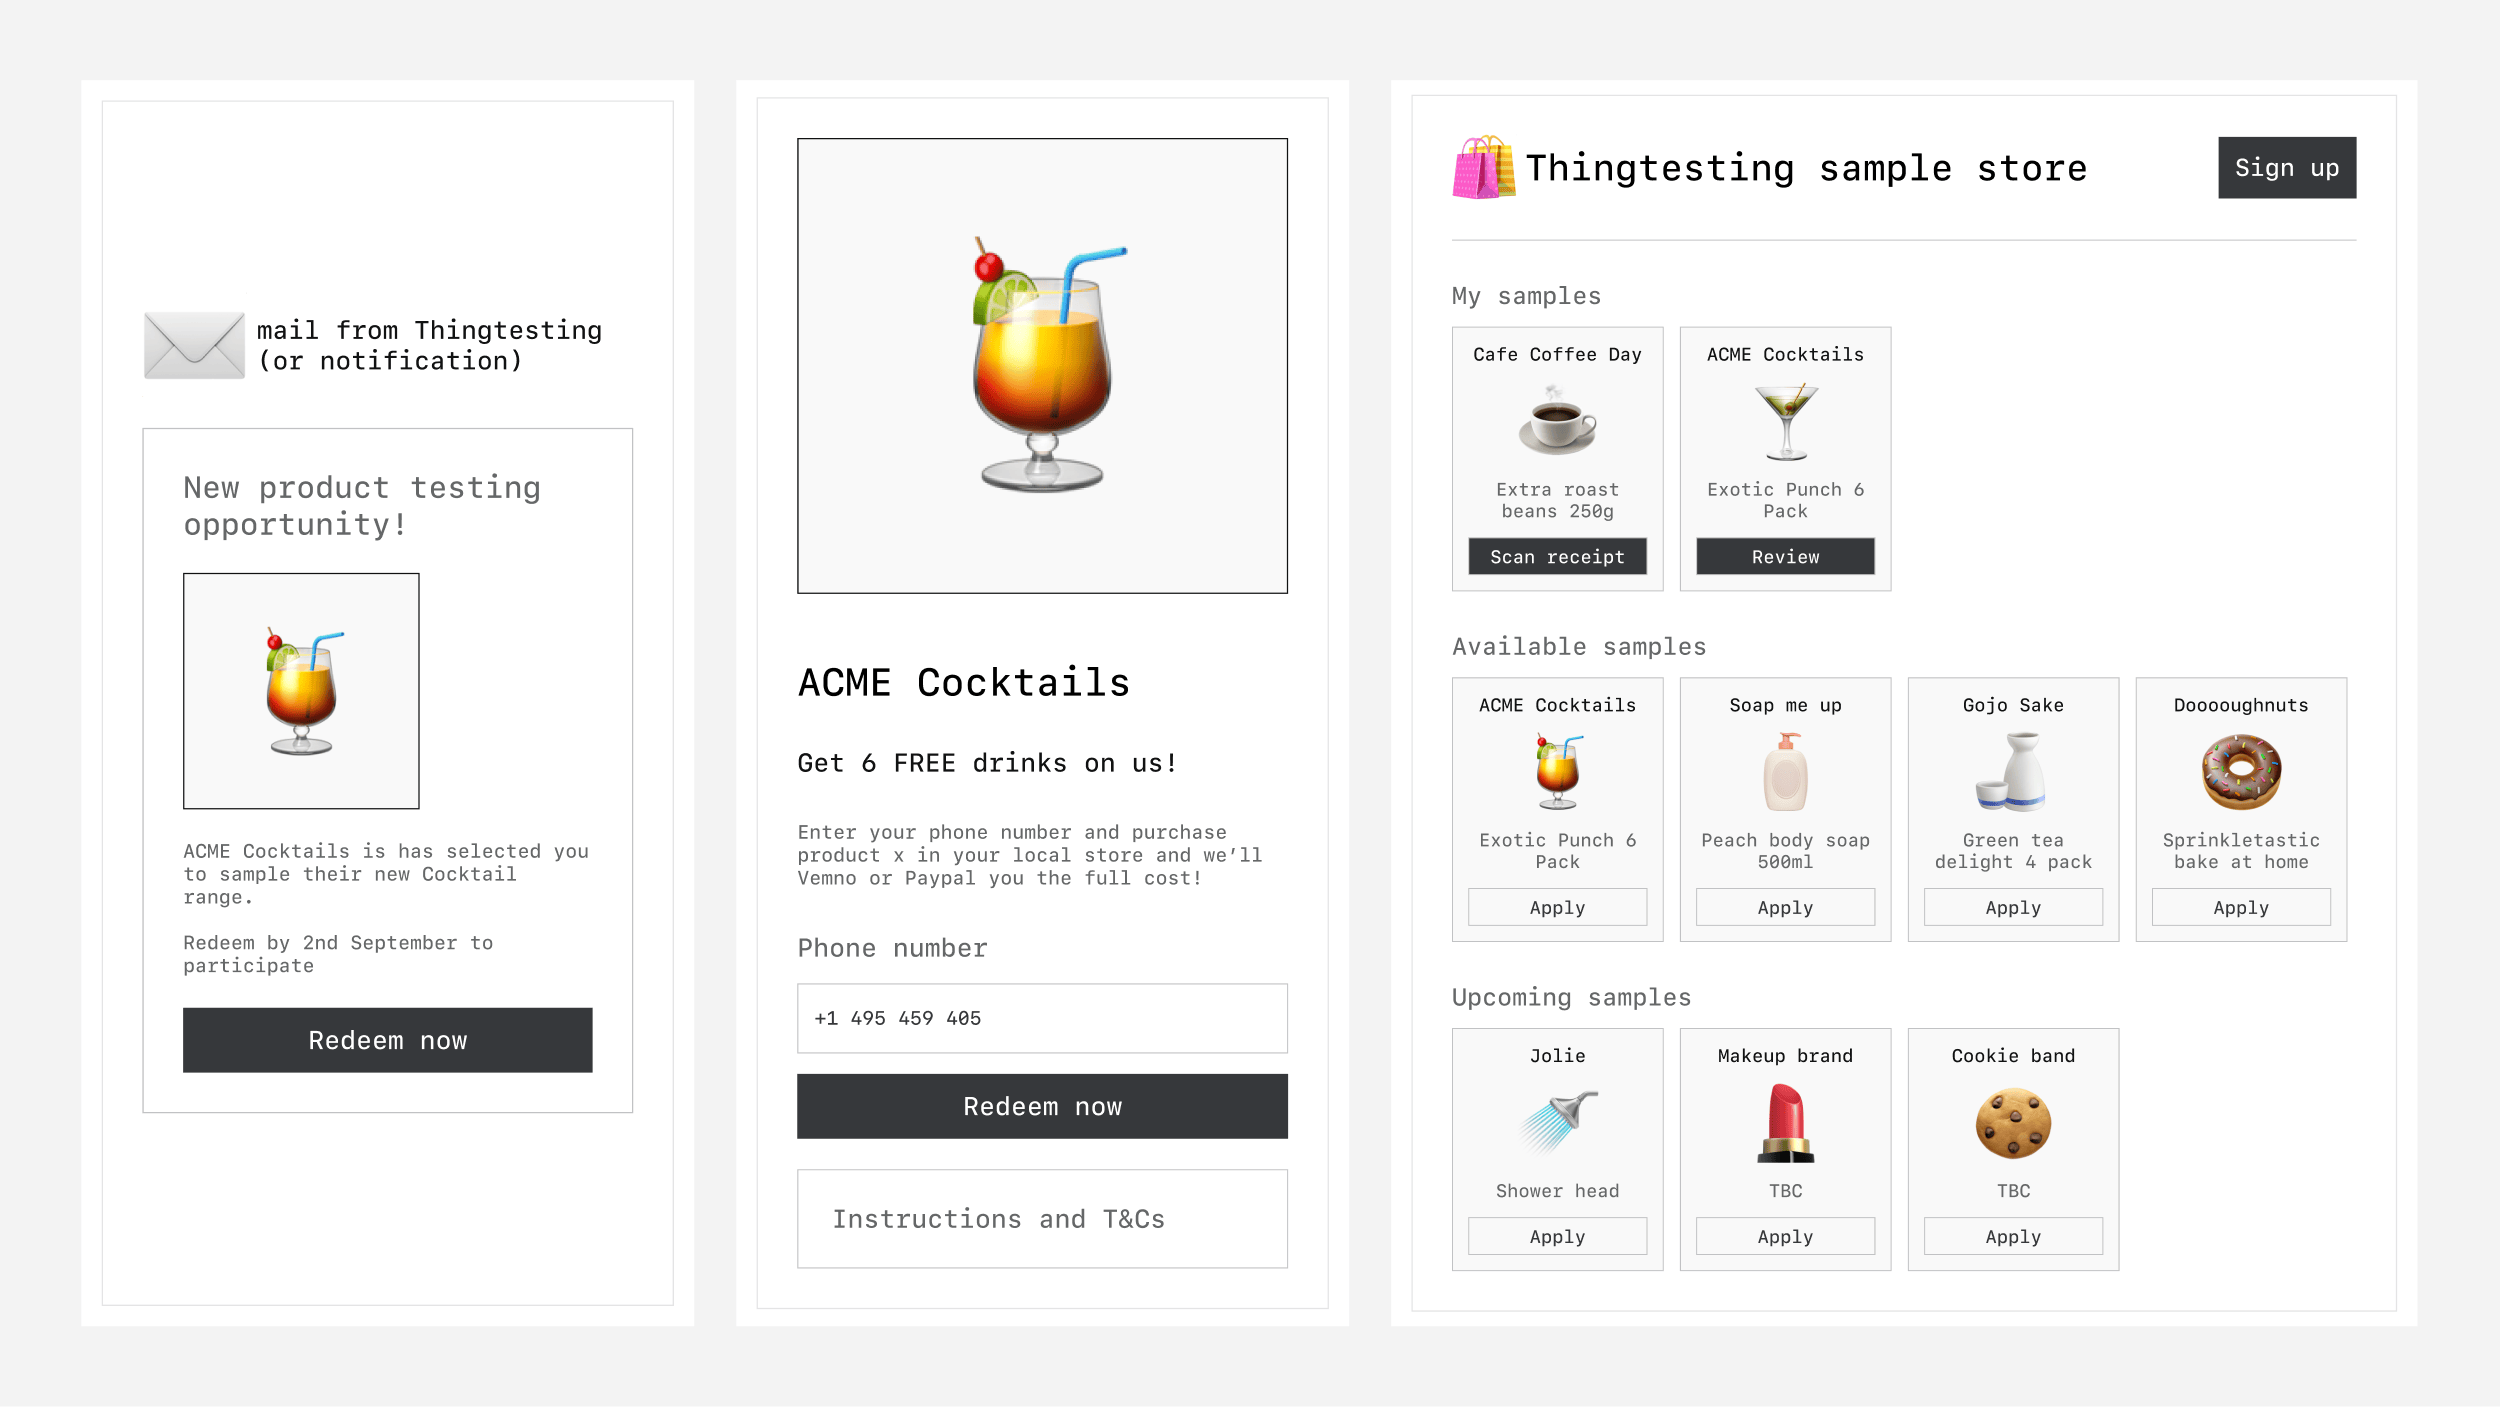 mail from Thingtesting
(or notification)
New product testing
opportunity!
ACME Cocktails is has selected you
to sample their new Cocktail
range.
Redeem by 2nd September to
participate
Redeem now
ACME Cocktails
Get 6 FREE drinks on us!
Enter your phone number and purchase
product x in your local store and we’ll
Vemno or Paypal you the full cost!
Phone number
+1 495 459 405
Redeem now
Instructions and T&Cs
Thingtesting sample store
Sign up
My samples
Cafe Coffee Day
Extra roast
beans 250g
Scan receipt
ACME Cocktails
Exotic Punch 6
Pack
Review
Available samples
ACME Cocktails
Exotic Punch 6
Pack
Apply
Soap me up
Peach body soap
500ml
Apply
Gojo Sake
Green tea
delight 4 pack
Apply
Dooooughnuts
Sprinkletastic
bake at home
Apply
Upcoming samples
Jolie
Shower head
Apply
Makeup brand
TBC
Apply
Cookie band
TBC
Apply